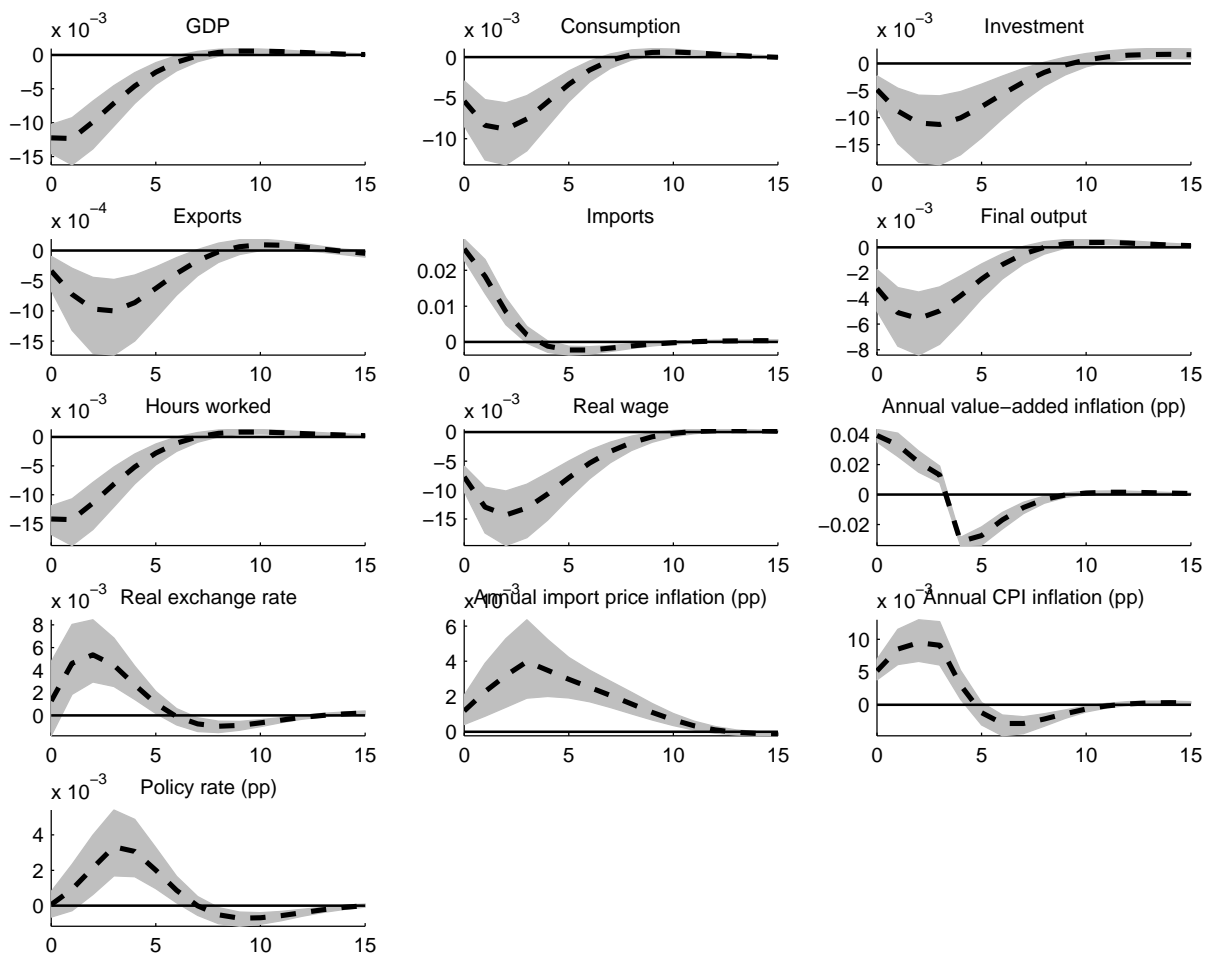 x 10−3 GDP
0
−5
−10
−15
0 5 10 15
x 10−3 Consumption
0
−5
−10
0 5 10 15
x 10−3 Investment
0
−5
−10
−15
0 5 10 15
x 10−4 Exports
0
−5
−10
−15
0 5 10 15
Imports
0.02
0.01
0
0 5 10 15
x 10−3 Final output
0
−2
−4
−6
−8
0 5 10 15
x 10−3 Hours worked
0
−5
−10
−15
0 5 10 15
x 10−3 Real wage
0
−5
−10
−15
0 5 10 15
Annual value−added inflation (pp)
0.04
0.02
0
−0.02
0 5 10 15
x 10−3 Real exchange rate
8
6
4
2
0
0 5 10 15
x 10−3 Annual import price inflation (pp)
6
4
2
0
0 5 10 15
x 10−3 Annual CPI inflation (pp)
10
5
0
0 5 10 15
x 10−3 Policy rate (pp)
4
2
0
0 5 10 15